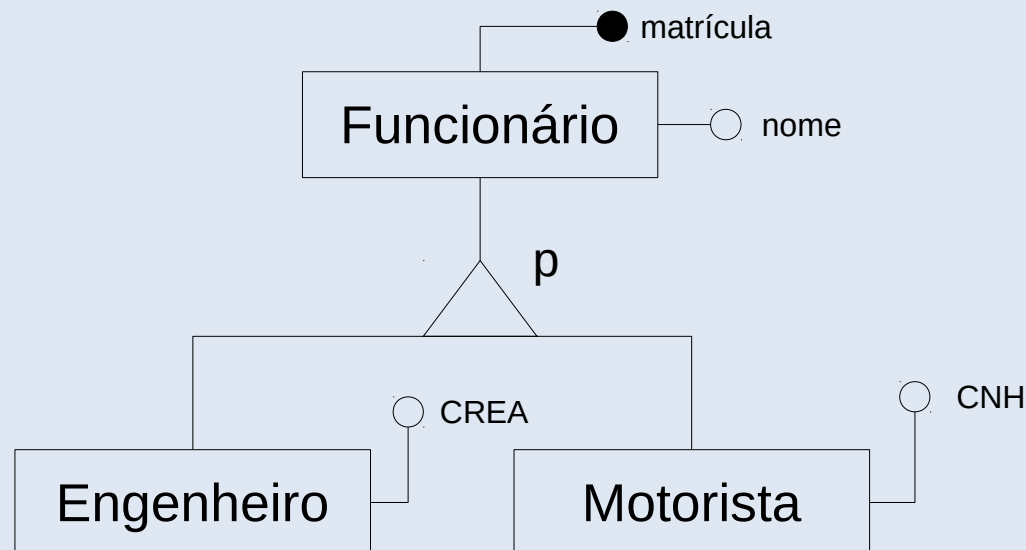 matrícula
Funcionário
nome
p
CREA
CNH
Engenheiro
Motorista